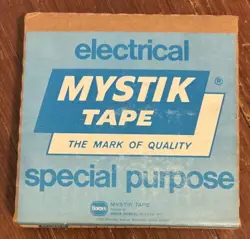 electrical
MYSTIK
®
TAPE
THE MARK OF QUALITY
special purpose
MYSTIK TAPE